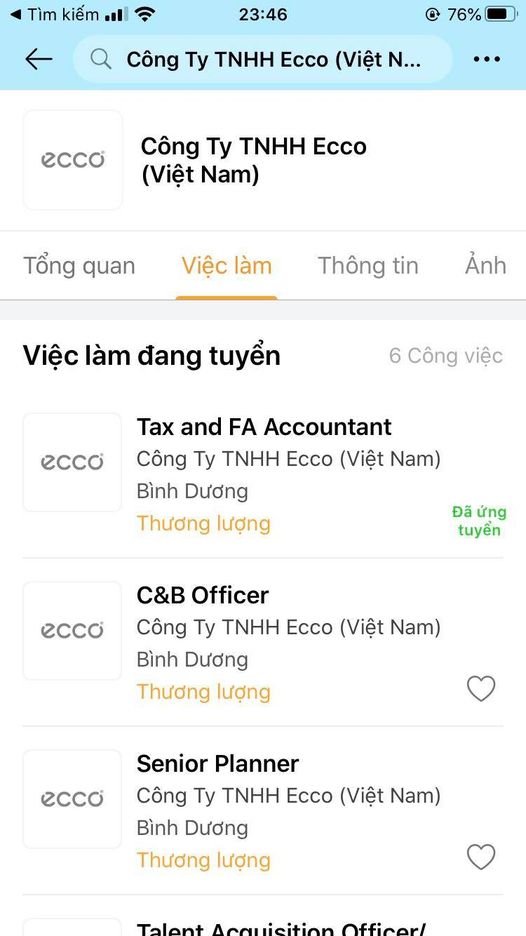 Tìm kiếm
23:46
76%
Công Ty TNHH Ecco (Việt N...
ecco
Công Ty TNHH Ecco
(Việt Nam)
Tổng quan
Việc làm
Thông tin
Ảnh
Việc làm đang tuyển
6 Công việc
ecco
Tax and FA Accountant
Công Ty TNHH Ecco (Việt Nam)
Bình Dương
Thương lượng
Đã ứng
tuyển
ecco
C&B Officer
Công Ty TNHH Ecco (Việt Nam)
Bình Dương
Thương lượng
ecco
Senior Planner
Công Ty TNHH Ecco (Việt Nam)
Bình Dương
Thương lượng
Talent Acquisition Officer/